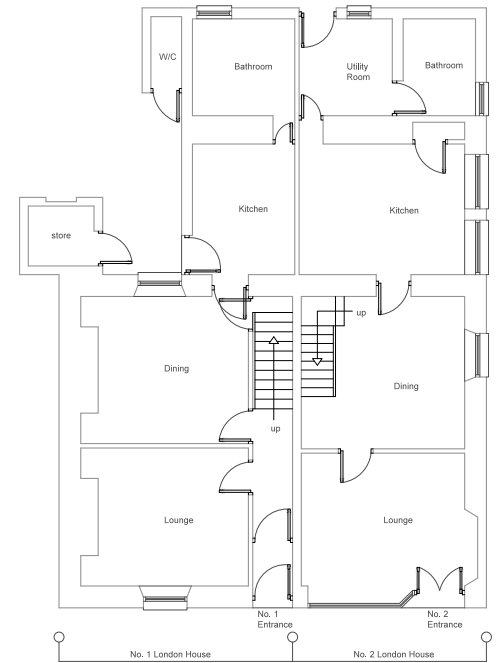 W/C
Bathroom
Utility
Room
Bathroom
Kitchen
Kitchen
store
up
Dining
Dining
up
Lounge
Lounge
No. 1
Entrance
No. 2
Entrance
No. 1 London House
No. 2 London House